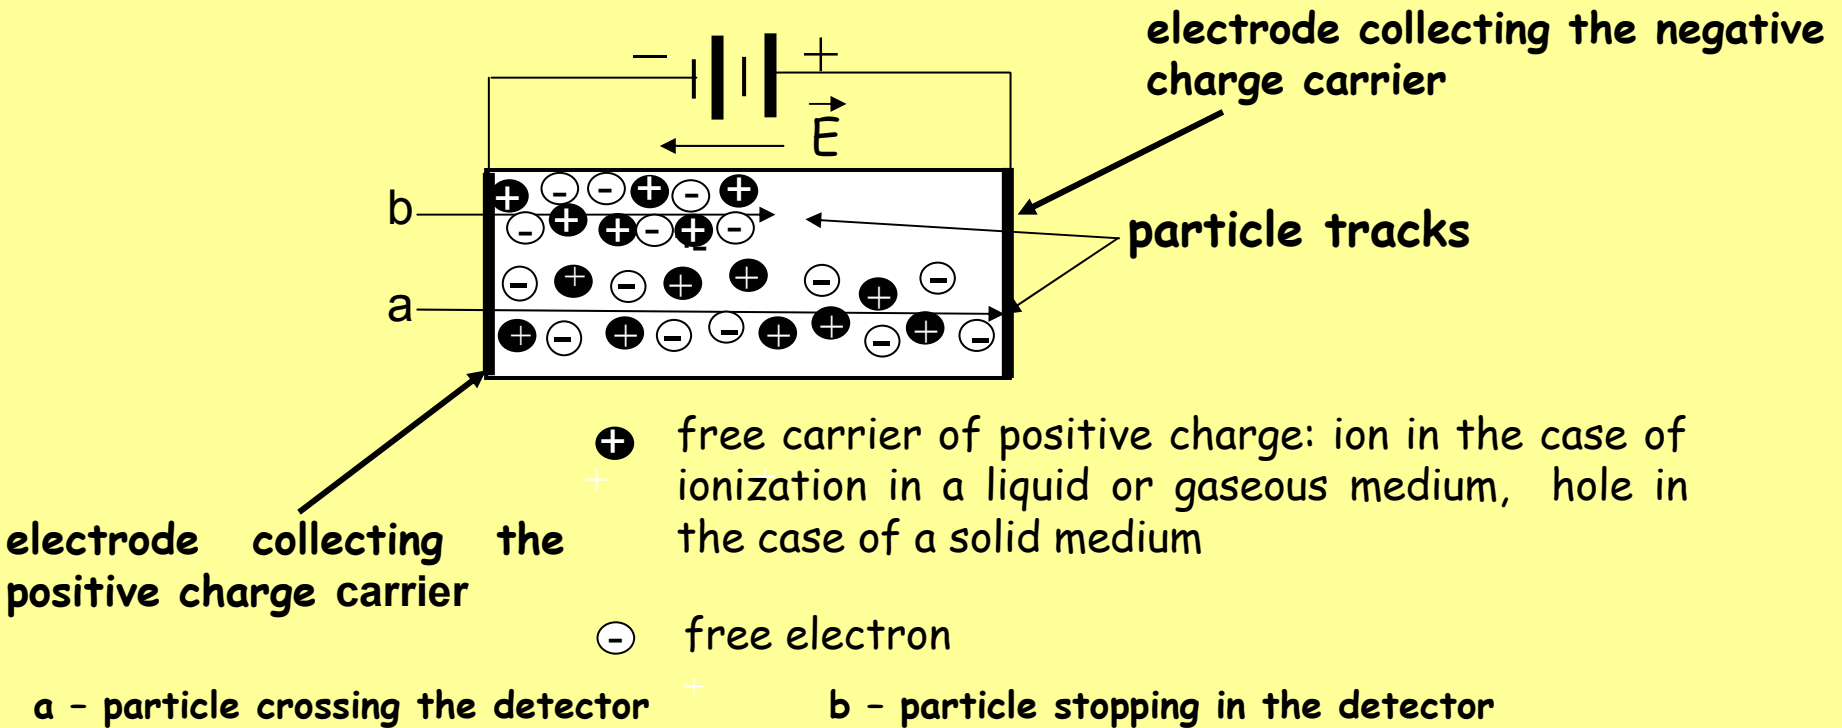 electrode collecting the negative
charge carrier
− +
E
b
particle tracks
a
+ free carrier of positive charge: ion in the case of
ionization in a liquid or gaseous medium, hole in
the case of a solid medium
electrode collecting the
positive charge carrier
- free electron
a – particle crossing the detector
b – particle stopping in the detector